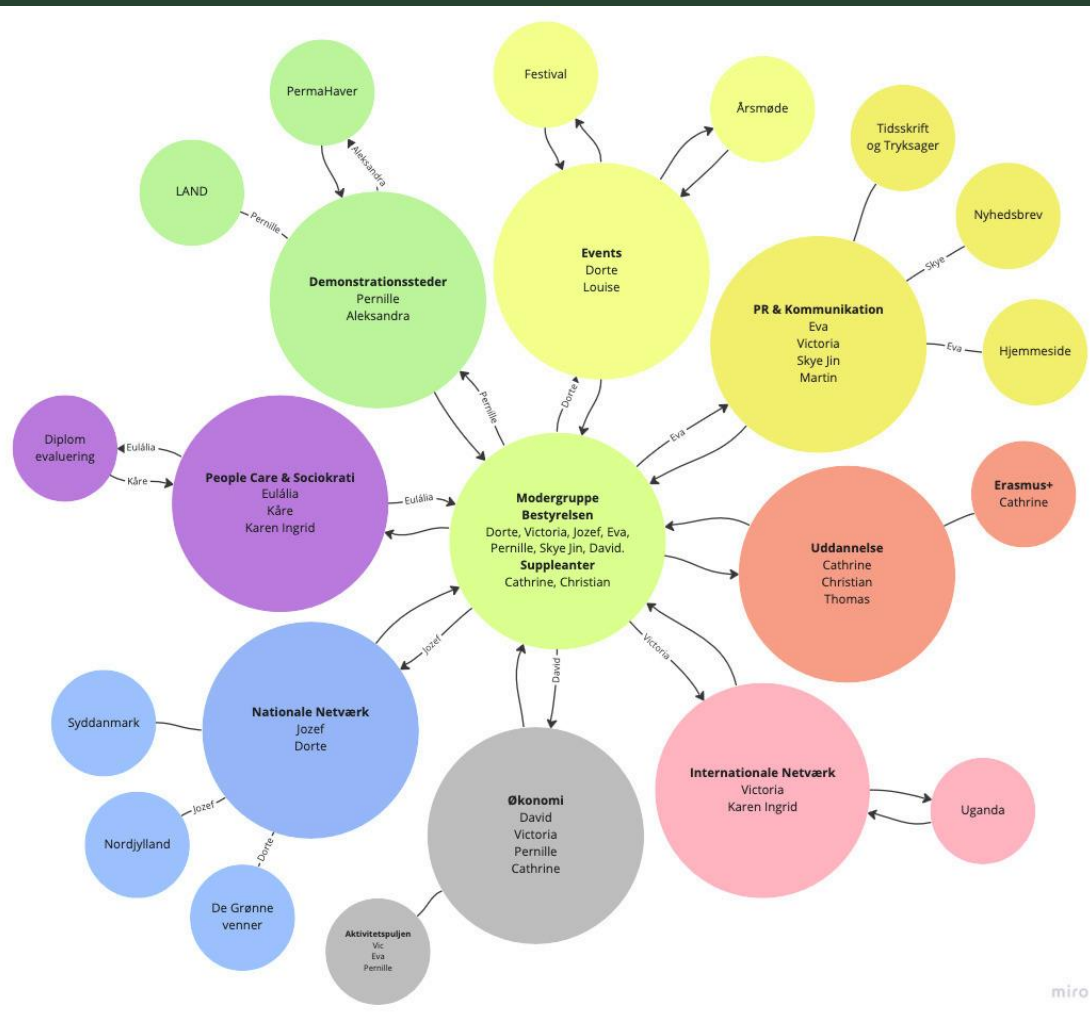 Festival
PermaHaver
Årsmøde
Tidsskrift
og Tryksager
Aleksandra
LAND
Pernille
Nyhedsbrev
Skye
Events
Dorte
Louise
Demonstrationssteder
Pernille
Aleksandra
PR & Kommunikation
Eva
Victoria
Skye Jin
Martin
Eva
Hjemmeside
Pernille
Dorte
Eva
Diplom
evaluering
Eulália
Kåre
People Care & Sociokrati
Eulália
Kåre
Karen Ingrid
Eulália
Modergruppe
Bestyrelsen
Dorte, Victoria, Jozef, Eva,
Pernille, Skye Jin, David.
Suppleanter
Cathrine, Christian
Erasmus+
Cathrine
Uddannelse
Cathrine
Christian
Thomas
Jozef
David
Victoria
Nationale Netværk
Jozef
Dorte
Syddanmark
Jozef
Nordjylland
Dorte
De Grønne
venner
Økonomi
David
Victoria
Pernille
Cathrine
Aktivitetspuljen
Vic
Eva
Pernille
Internationale Netværk
Victoria
Karen Ingrid
Uganda
miro